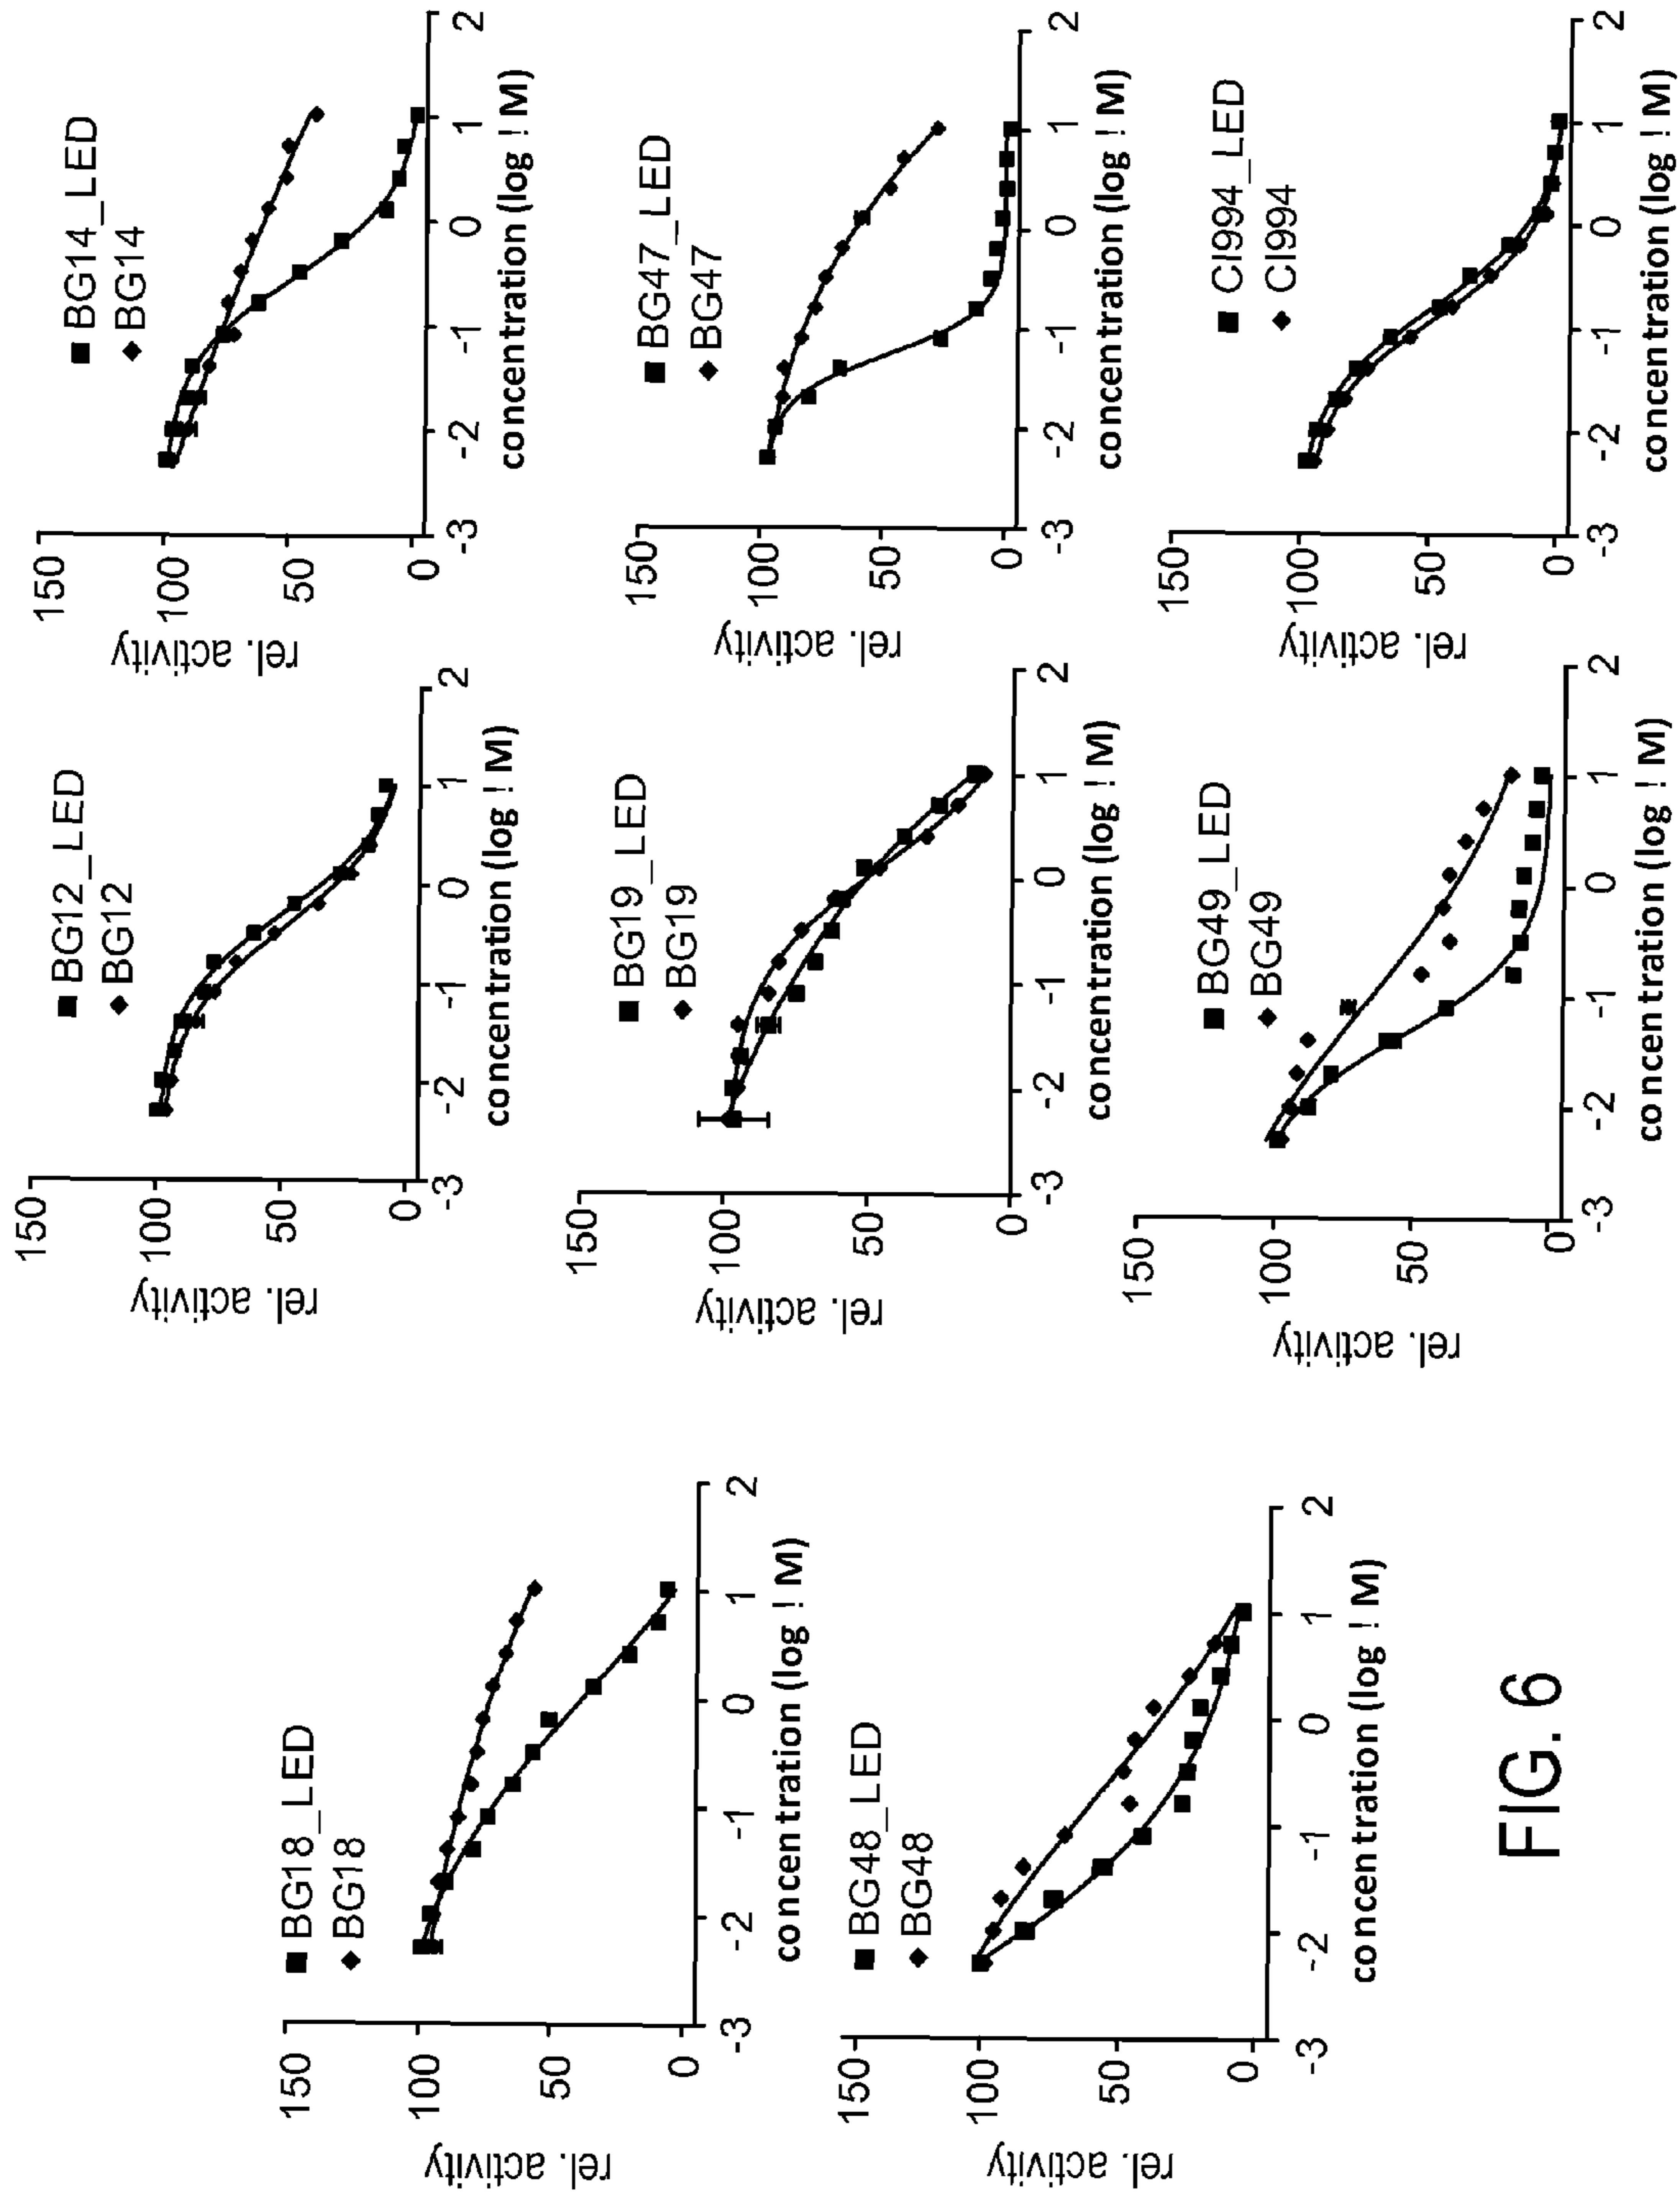 BG18_LED
BG18
rel. activity
150
100
50
0
-3 -2 -1 0 1 2
concentration (log ! M)
BG12_LED
BG12
rel. activity
150
100
50
0
-3 -2 -1 0 1 2
concentration (log ! M)
BG14_LED
BG14
rel. activity
150
100
50
0
-3 -2 -1 0 1 2
concentration (log ! M)
BG48_LED
BG48
rel. activity
150
100
50
0
-3 -2 -1 0 1 2
concentration (log ! M)
BG19_LED
BG19
rel. activity
150
100
50
0
-3 -2 -1 0 1 2
concentration (log ! M)
BG47_LED
BG47
rel. activity
150
100
50
0
-3 -2 -1 0 1 2
concentration (log ! M)
BG49_LED
BG49
rel. activity
150
100
50
0
-3 -2 -1 0 1 2
concentration (log ! M)
CI994_LED
CI994
rel. activity
150
100
50
0
-3 -2 -1 0 1 2
concentration (log ! M)
FIG. 6